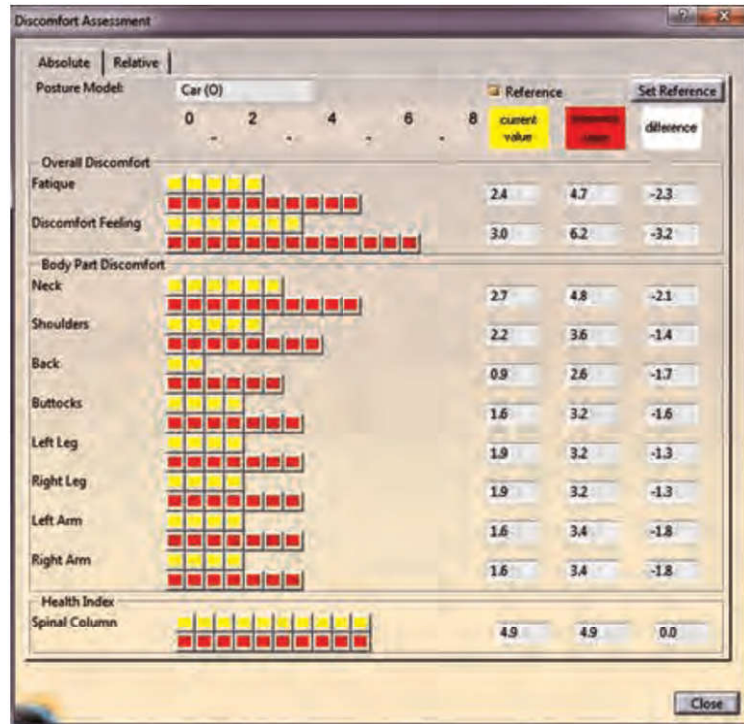 Discomfort Assessment
Absolute Relative
Posture Model: Car (O) Reference Set Reference
0 2 4 6 8 current value difference
- - - -
Overall Discomfort
Fatique 2.4 4.7 -2.3
Discomfort Feeling 3.0 6.2 -3.2
Body Part Discomfort
Neck 2.7 4.8 -2.1
Shoulders 2.2 3.6 -1.4
Back 0.9 2.6 -1.7
Buttocks 1.6 3.2 -1.6
Left Leg 1.9 3.2 -1.3
Right Leg 1.9 3.2 -1.3
Left Arm 1.6 3.4 -1.8
Right Arm 1.6 3.4 -1.8
Health Index
Spinal Column 4.9 4.9 0.0
Close